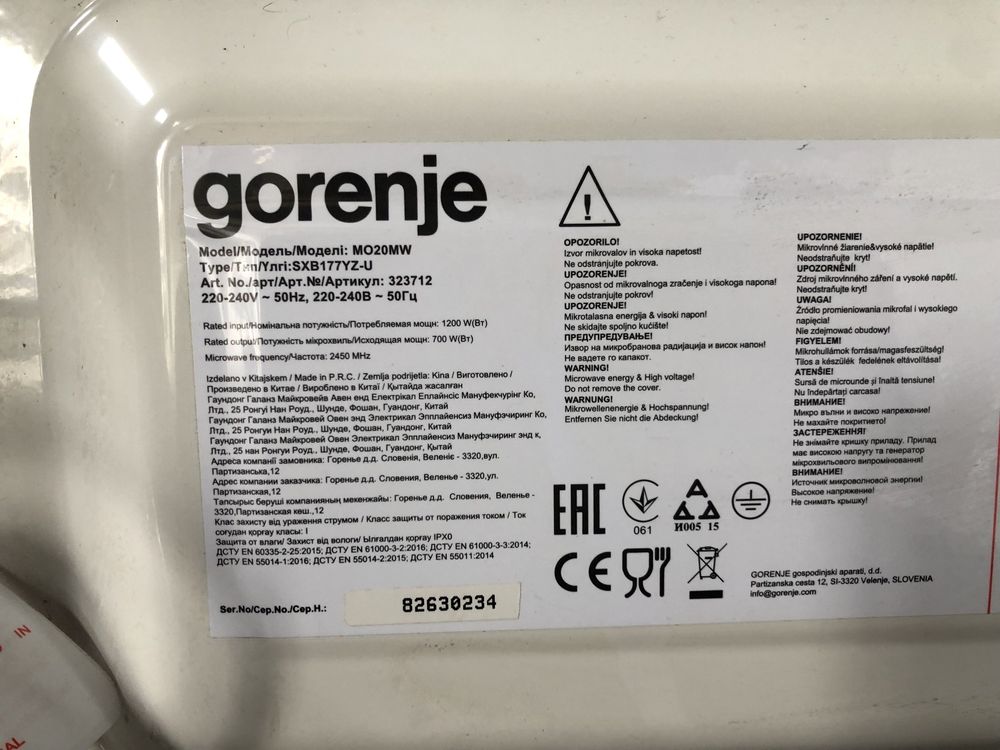 gorenje
Model/Модель/Моделі: MO20MW
Type/Тип/Үлгі:SXB177YZ-U
Art. No./арт/Арт.№/Артикул: 323712
220-240V ~ 50Hz, 220-240В ~ 50Гц
Rated input/Номінальна потужність/Потребляемая мощн: 1200 W(Вт)
Rated output/Потужність мікрохвиль/Исходящая мощн: 700 W(Вт)
Microwave frequency/Частота: 2450 MHz
Izdelano v Kitajskem / Made in P.R.C. / Zemlja podrijetla: Kina / Виготовлено /
Произведено в Китае / Вироблено в Китаї / Қытайда жасалған
Гаундонг Галанз Майкровейв Авен енд Електрікал Еплайнсіс Мануфекчурінг Ко,
Лтд., 25 Ронгуі Нан Роуд., Шунде, Фошан, Гуандонг, Китай
Гаундонг Галанз Майкровей Овен энд Электрикал Эпплайенсиз Мануфэчиринг Ко,
Лтд., 25 Ронгуи Нан Роуд., Шунде, Фошан, Гуандонг, Китай
Гаундонг Галанз Майкровей Овен Электрикал Эпплайенсиз Мануфэчиринг энд к,
Лтд., 25 нан Ронгуи Роуд., Шунде, Фошан, Гуандонг, Қытай
Адреса компанії замовника: Горенье д.д. Словенія, Веленіє - 3320,вул.
Партизанська,12
Адрес компании заказчика: Горенье д.д. Словения, Веленье - 3320,ул.
Партизанская,12
Тапсырыс беруші компанияның мекенжайы: Горенье д.д. Словения, Веленье -
3320,Партизанская кеш.,12
Клас захисту від ураження струмом / Класс защиты от поражения током / Ток
соғудан қорғау класы: I
Защита от влаги/ Захист від вологи/ Ылғалдан қорғау IPX0
ДСТУ EN 60335-2-25:2015; ДСТУ EN 61000-3-2:2016; ДСТУ EN 61000-3-3:2014;
ДСТУ EN 55014-1:2016; ДСТУ EN 55014-2:2015; ДСТУ EN 55011:2014
Ser.No/Сер.No./Сер.Н.:
82630234
OPOZORILO!
Izvor mikrovalov in visoka napetost!
Ne odstranjujte pokrova.
UPOZORENJE!
Opasnost od mikrovalnoga zračenje i visokoga napona!
Ne odstranjujte pokrov!
UPOZORENJE!
Mikrotalasna energija & visoki napon!
Ne skidajte spoljno kućište!
ПРЕДУПРЕДУВАЊЕ!
Извор на микробранова радијација и висок напон!
Не вадете го капакот.
WARNING!
Microwave energy & High voltage!
Do not remove the cover.
WARNUNG!
Mikrowellenenergie & Hochspannung!
Entfernen Sie nicht die Abdeckung!
UPOZORNENIE!
Mikrovlnné žiarenie&vysoké napätie!
Neodstraňujte kryt!
UPOZORNĚNÍ!
Zdroj mikrovlnného záření a vysoké napětí.
Neodstraňujte kryt!
UWAGA!
Źródło promieniowania mikrofal i wysokiego
napięcia!
Nie zdejmować obudowy!
FIGYELEM!
Mikrohullámok forrása/magasfeszültség!
Tilos a készülék fedelének eltávolítása!
ATENŠIE!
Sursă de microunde și înaltă tensiune!
Nu îndepărtați carcasa!
ВНИМАНИЕ!
Микро вълни и високо напрежение!
Не махайте покритието!
ЗАСТЕРЕЖЕННЯ!
Не знімайте кришку приладу. Прилад
має високою напругу та генератор
мікрохвильового випромінювання!
ВНИМАНИЕ!
Источник микроволновой энергии!
Высокое напряжение!
Не снимать крышку!
EAC
061
И005 15
CE
GORENJE gospodinjski aparati, d.d.
Partizanska cesta 12, SI-3320 Velenje, SLOVENIA
info@gorenje.com
IN
AL